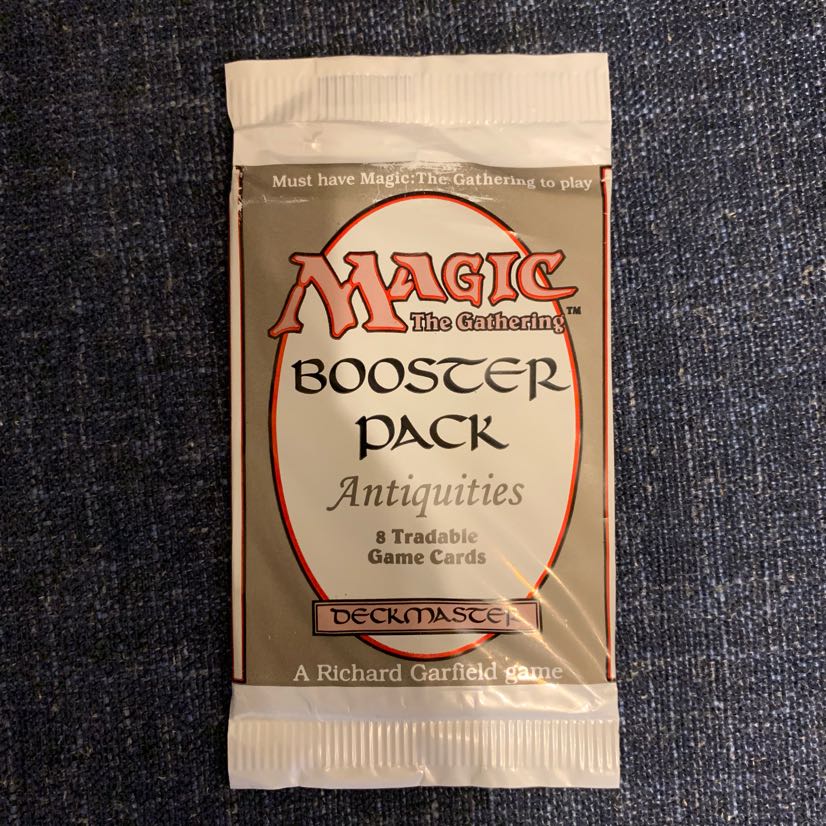 Must have Magic:The Gathering to play
MAGIC
The Gathering™
BOOSTER
PACK
Antiquities
8 Tradable
Game Cards
DECKMASTER
A Richard Garfield game